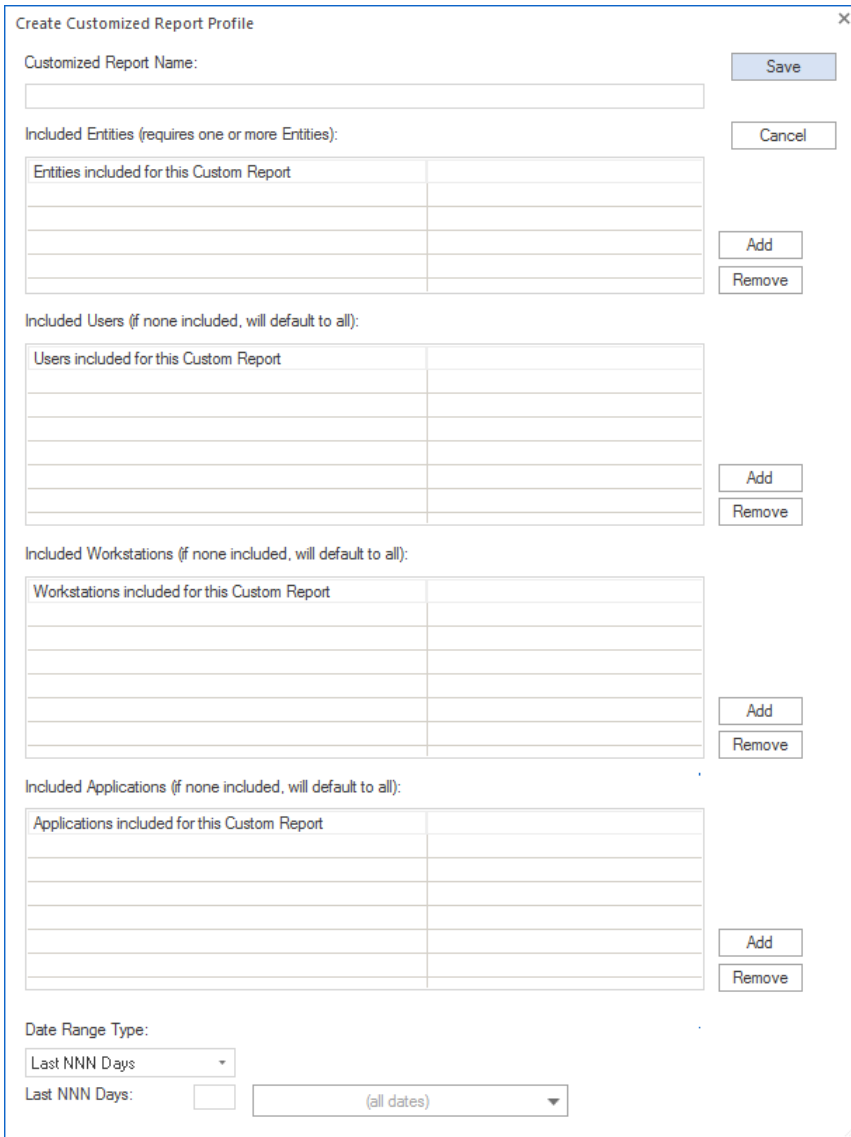 Create Customized Report Profile
Customized Report Name:
Save
Included Entities (requires one or more Entities):
Cancel
Entities included for this Custom Report
Add
Remove
Included Users (if none included, will default to all):
Users included for this Custom Report
Add
Remove
Included Workstations (if none included, will default to all):
Workstations included for this Custom Report
Add
Remove
Included Applications (if none included, will default to all):
Applications included for this Custom Report
Add
Remove
Date Range Type:
Last NNN Days
Last NNN Days:
(all dates)